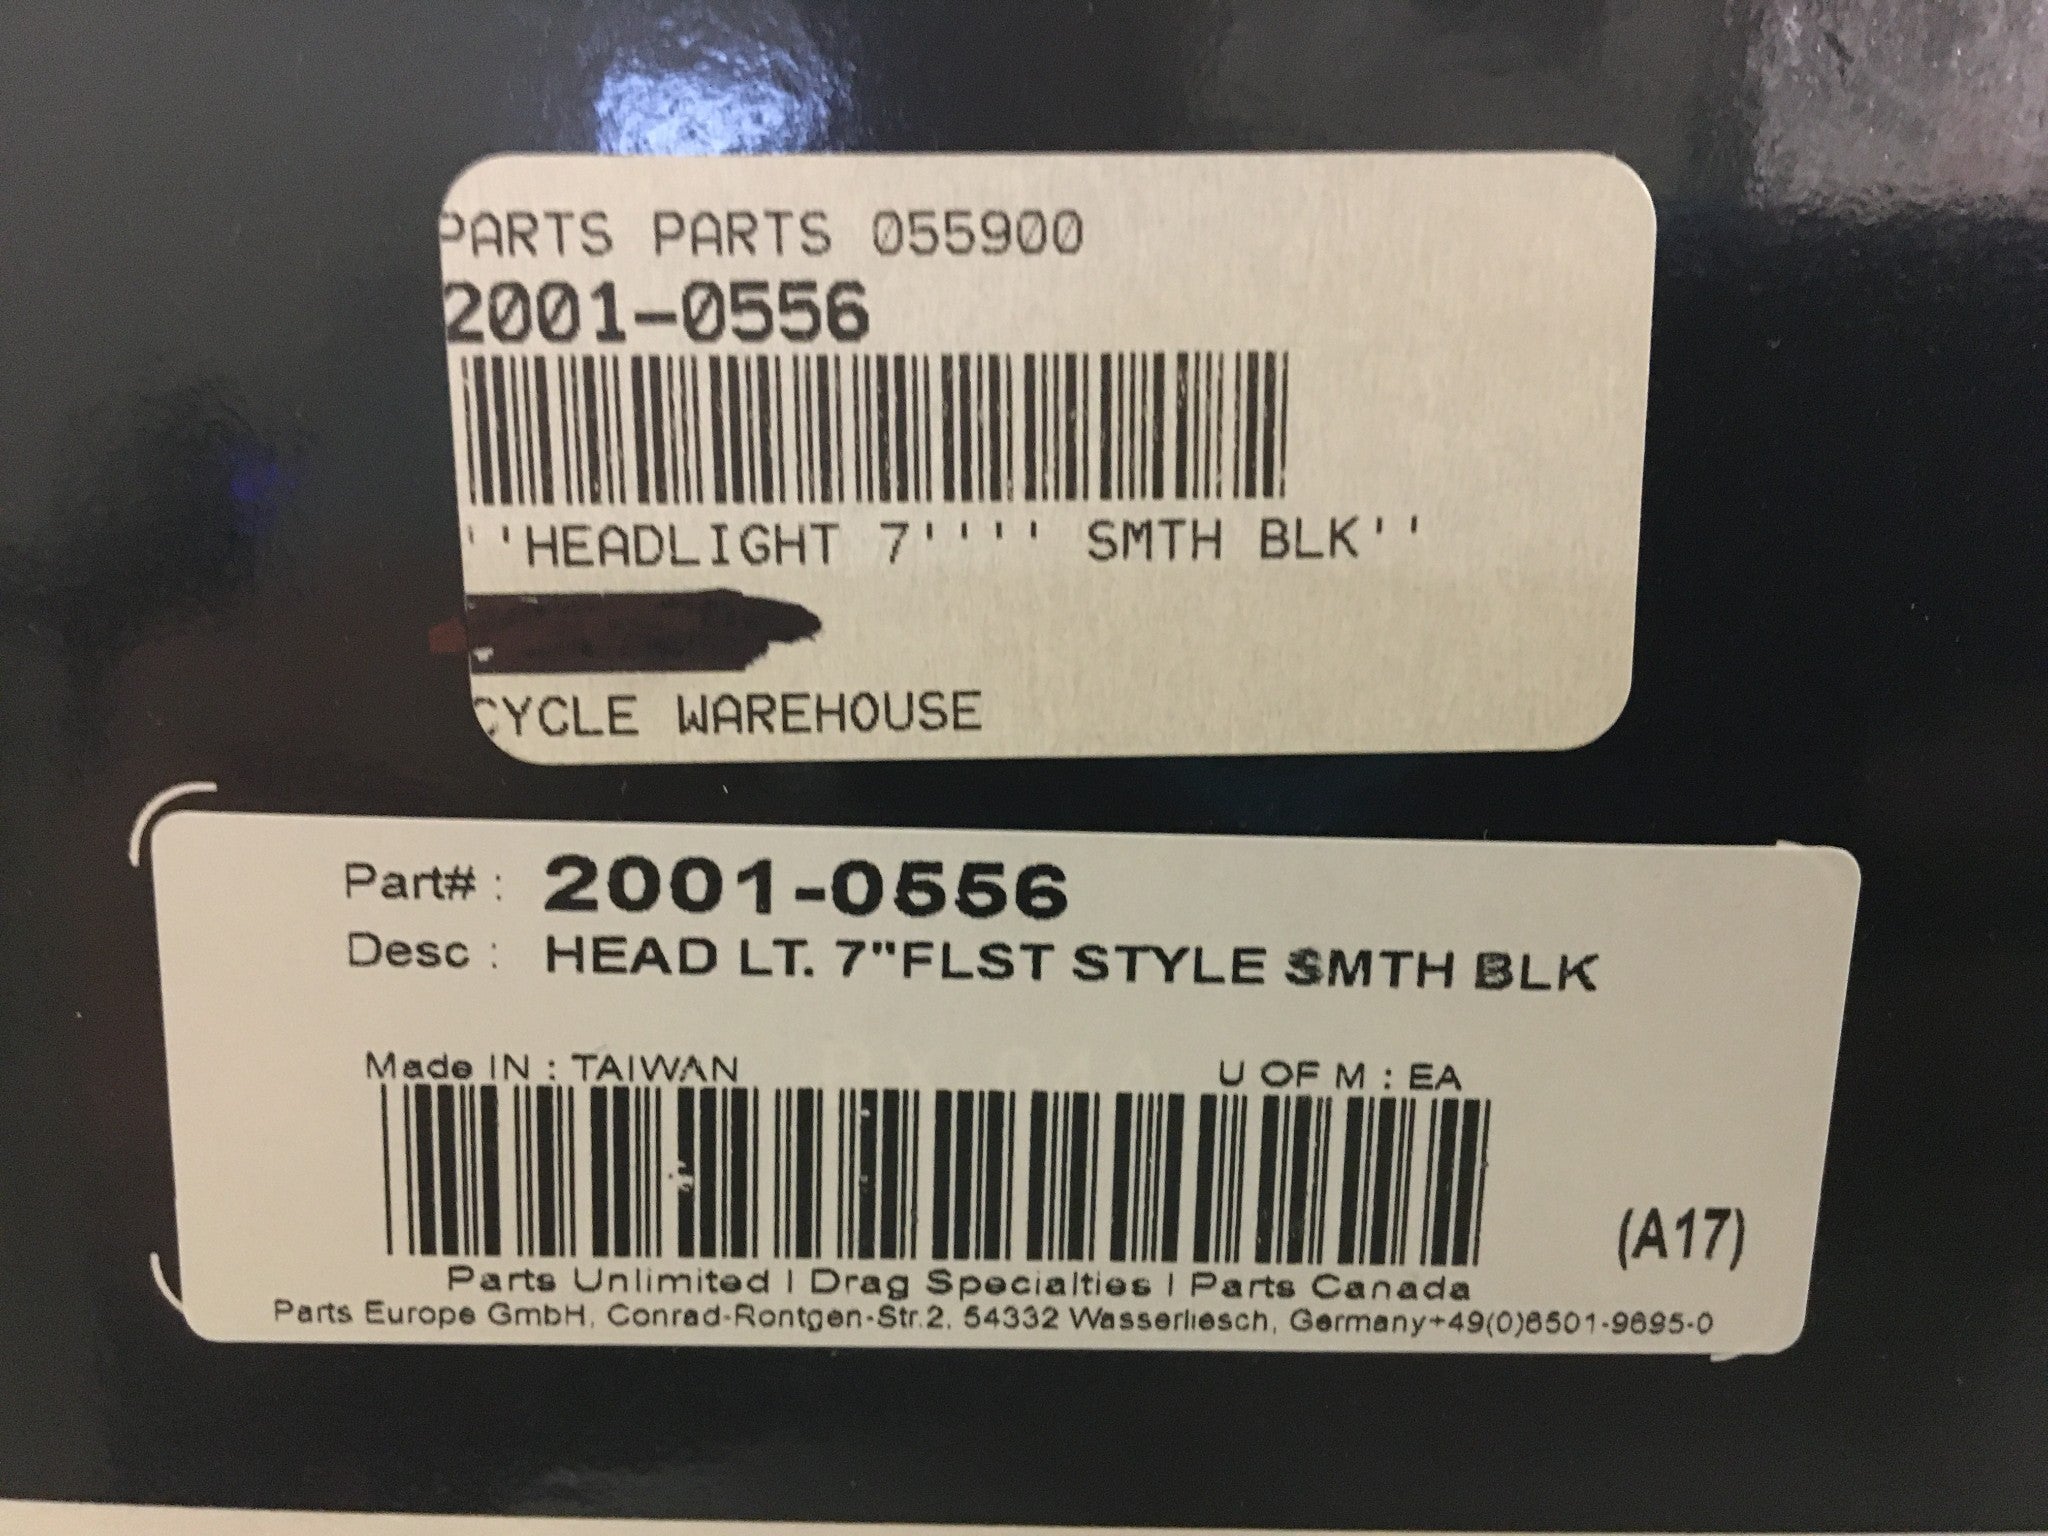 PARTS PARTS 055900
2001-0556
''HEADLIGHT 7'''' SMTH BLK''
CYCLE WAREHOUSE
Part# : 2001-0556
Desc : HEAD LT. 7"FLST STYLE SMTH BLK
Made IN : TAIWAN U OF M : EA
(A17)
Parts Unlimited | Drag Specialties | Parts Canada
Parts Europe GmbH, Conrad-Rontgen-Str.2, 54332 Wasserliesch, Germany+49(0)6501-9695-0